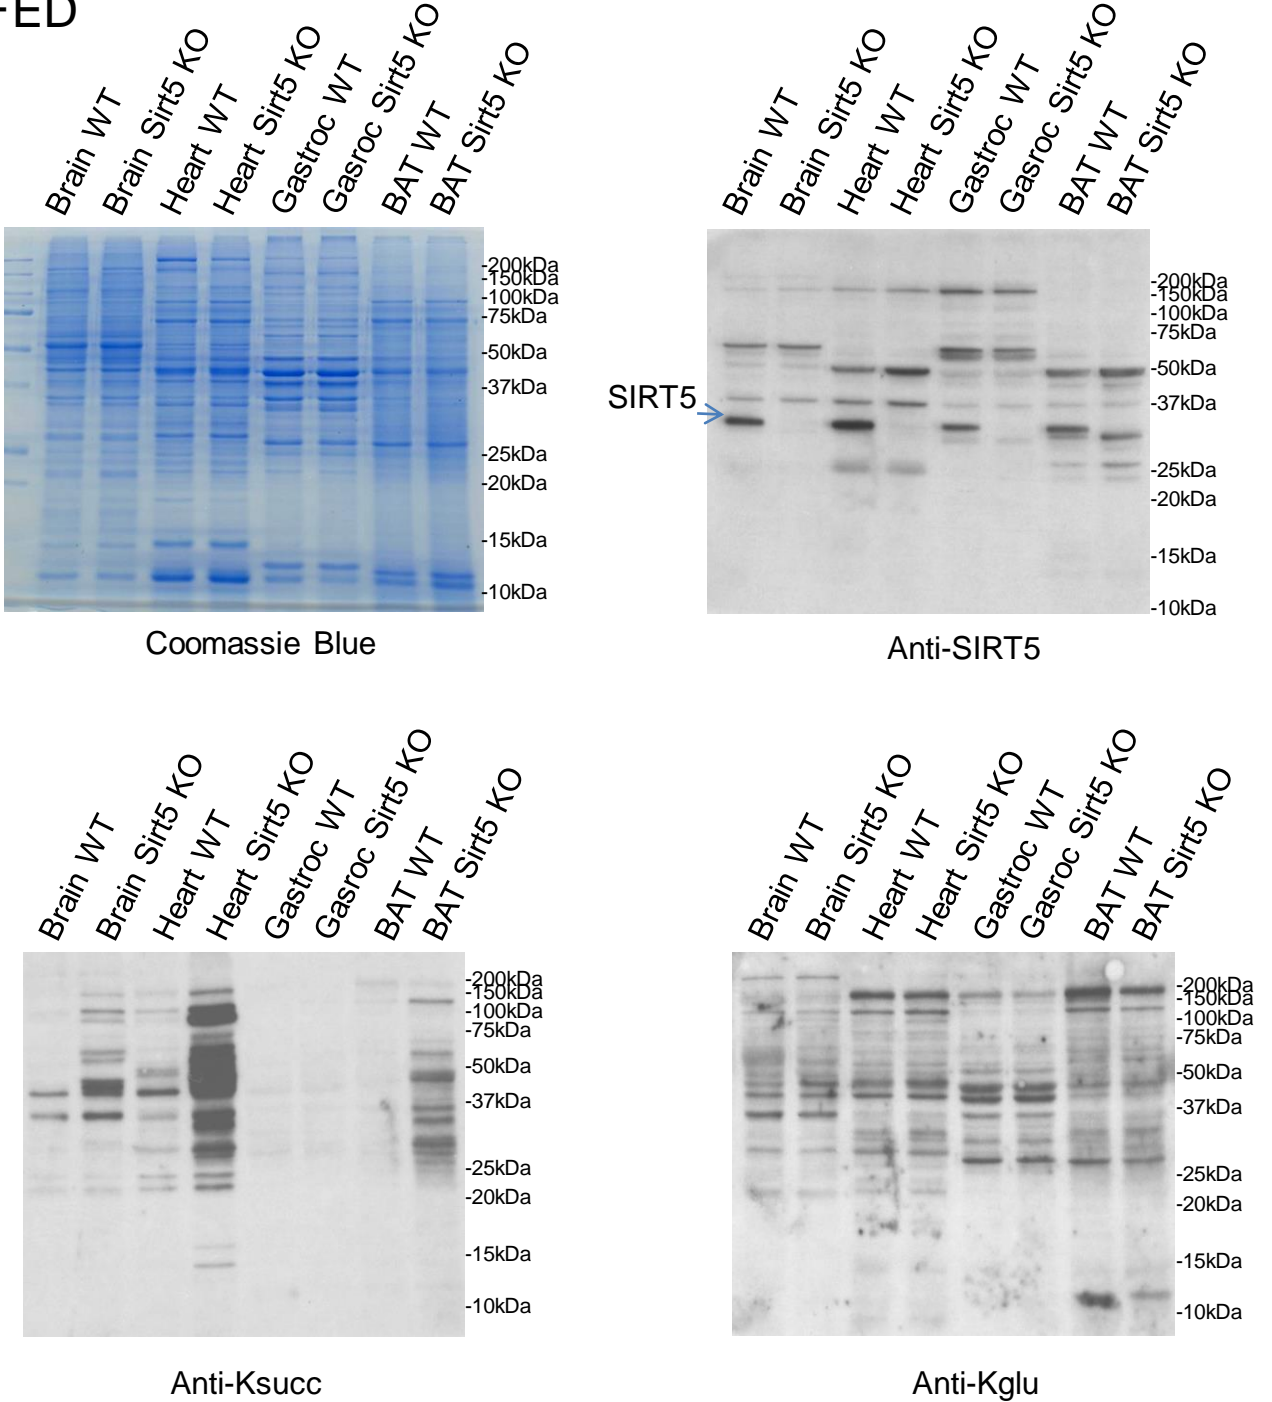 FED
Brain WT
Brain Sirt5 KO
Heart WT
Heart Sirt5 KO
Gastroc WT
Gasroc Sirt5 KO
BAT WT
BAT Sirt5 KO
-200kDa
-150kDa
-100kDa
-75kDa
-50kDa
-37kDa
-25kDa
-20kDa
-15kDa
-10kDa
Coomassie Blue
Brain WT
Brain Sirt5 KO
Heart WT
Heart Sirt5 KO
Gastroc WT
Gasroc Sirt5 KO
BAT WT
BAT Sirt5 KO
SIRT5
-200kDa
-150kDa
-100kDa
-75kDa
-50kDa
-37kDa
-25kDa
-20kDa
-15kDa
-10kDa
Anti-SIRT5
Brain WT
Brain Sirt5 KO
Heart WT
Heart Sirt5 KO
Gastroc WT
Gasroc Sirt5 KO
BAT WT
BAT Sirt5 KO
-200kDa
-150kDa
-100kDa
-75kDa
-50kDa
-37kDa
-25kDa
-20kDa
-15kDa
-10kDa
Anti-Ksucc
Brain WT
Brain Sirt5 KO
Heart WT
Heart Sirt5 KO
Gastroc WT
Gasroc Sirt5 KO
BAT WT
BAT Sirt5 KO
-200kDa
-150kDa
-100kDa
-75kDa
-50kDa
-37kDa
-25kDa
-20kDa
-15kDa
-10kDa
Anti-Kglu